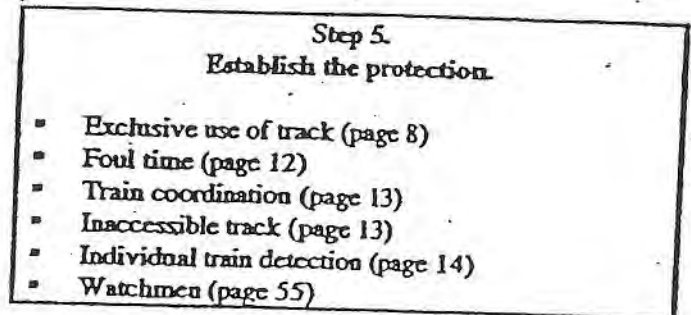 Step 5.
Establish the protection.
▪ Exclusive use of track (page 8)
▪ Foul time (page 12)
▪ Train coordination (page 13)
▪ Inaccessible track (page 13)
▪ Individual train detection (page 14)
▪ Watchmen (page 55)